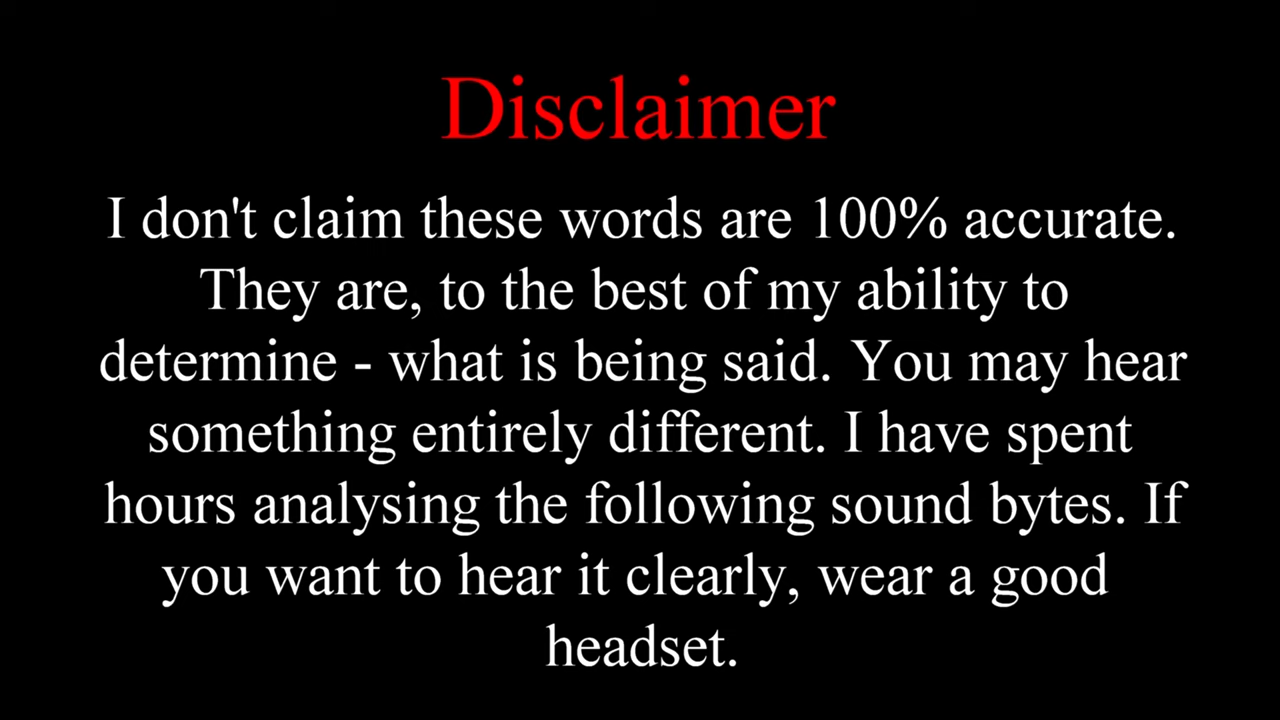 Disclaimer
I don't claim these words are 100% accurate.
They are, to the best of my ability to
determine - what is being said. You may hear
something entirely different. I have spent
hours analysing the following sound bytes. If
you want to hear it clearly, wear a good
headset.